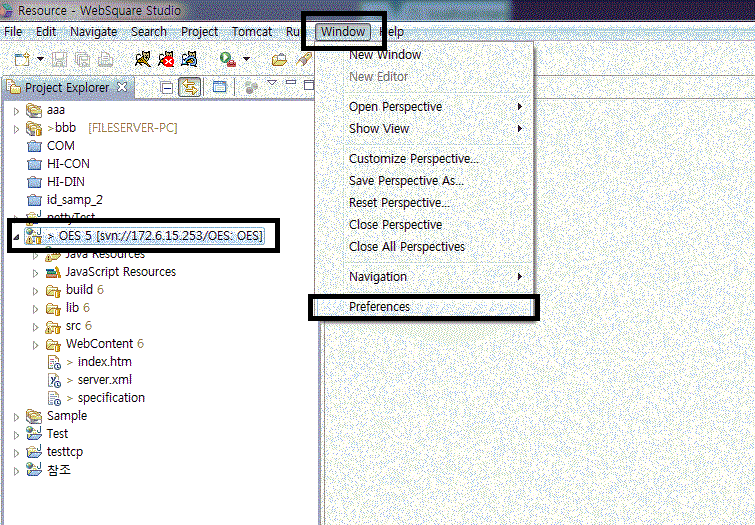 Resource - WebSquare Studio
File Edit Navigate Search Project Tomcat Ru Window Help
Project Explorer
aaa
>bbb [FILESERVER-PC]
COM
HI-CON
HI-DIN
id_samp_2
nettyTest
> OES 5 [svn://172.6.15.253/OES: OES]
Java Resources
JavaScript Resources
build 6
lib 6
src 6
WebContent 6
> index.htm
> server.xml
> specification
Sample
Test
testtcp
참조
New Window
New Editor
Open Perspective
Show View
Customize Perspective...
Save Perspective As...
Reset Perspective...
Close Perspective
Close All Perspectives
Navigation
Preferences